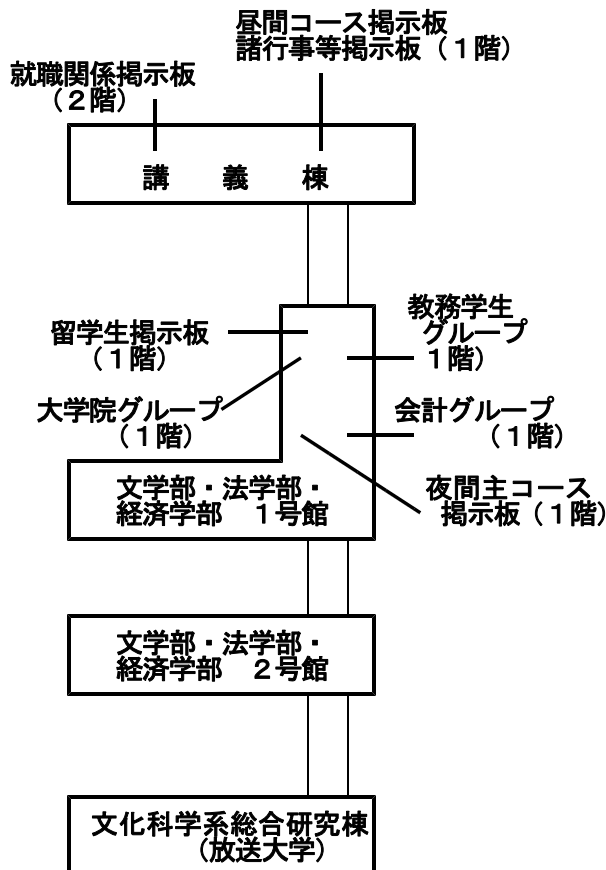 昼間コース掲示板
諸行事等掲示板（１階）
就職関係掲示板
（２階）
講　義　棟
教務学生
グループ
１階）
留学生掲示板
（１階）
大学院グループ
（１階）
会計グループ
（１階）
文学部・法学部・
経済学部　１号館
夜間主コース
掲示板（１階）
文学部・法学部・
経済学部　２号館
文化科学系総合研究棟
（放送大学）